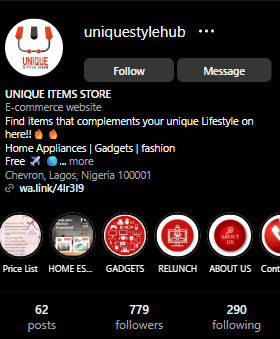 uniquestylehub
UNIQUE
STYLE HUB
Follow
Message
UNIQUE ITEMS STORE
E-commerce website
Find items that complements your unique Lifestyle on
here!!🔥🔥
Home Appliances | Gadgets | fashion
Free ✈️ 🌍... more
Chevron, Lagos, Nigeria 100001
wa.link/4lr3l9
ABOUT
US
Price List
HOME ES...
GADGETS
RELUNCH
ABOUT US
Cont
62
779
290
posts
followers
following